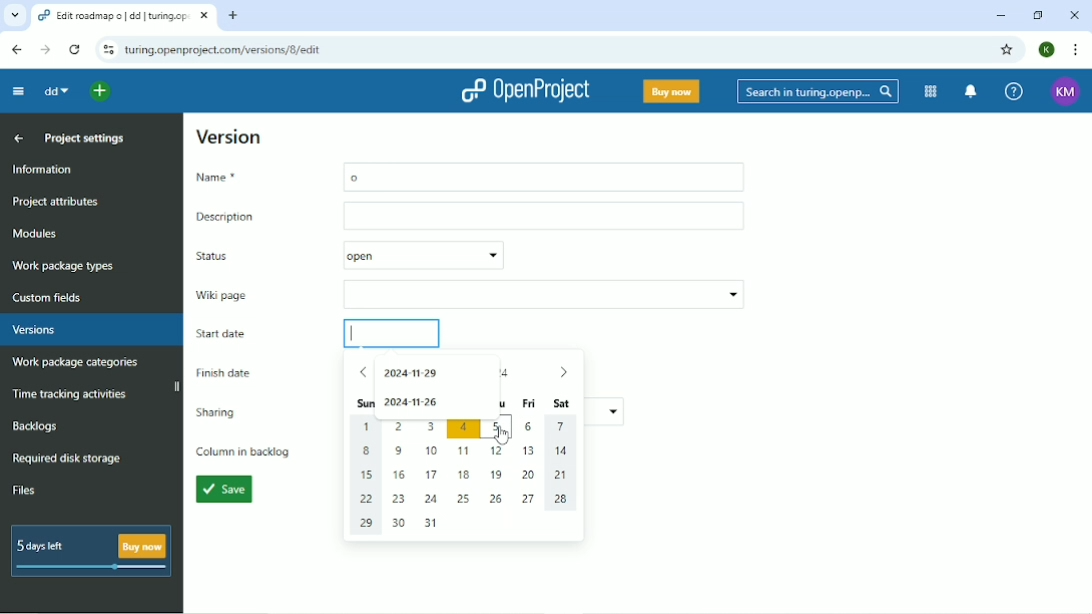 Edit roadmap o | dd | turing.op
turing.openproject.com/versions/8/edit
K
dd
OpenProject
Buy now
Search in turing.openp...
KM
Project settings
Information
Project attributes
Modules
Work package types
Custom fields
Versions
Work package categories
Time tracking activities
Backlogs
Required disk storage
Files
5 days left
Buy now
Version
Name *
o
Description
Status
open
Wiki page
Start date
Finish date
Sharing
Column in backlog
Save
2024-11-29
2024-11-26
24
Sun u Fri Sat
1 2 3 4 5 6 7
8 9 10 11 12 13 14
15 16 17 18 19 20 21
22 23 24 25 26 27 28
29 30 31